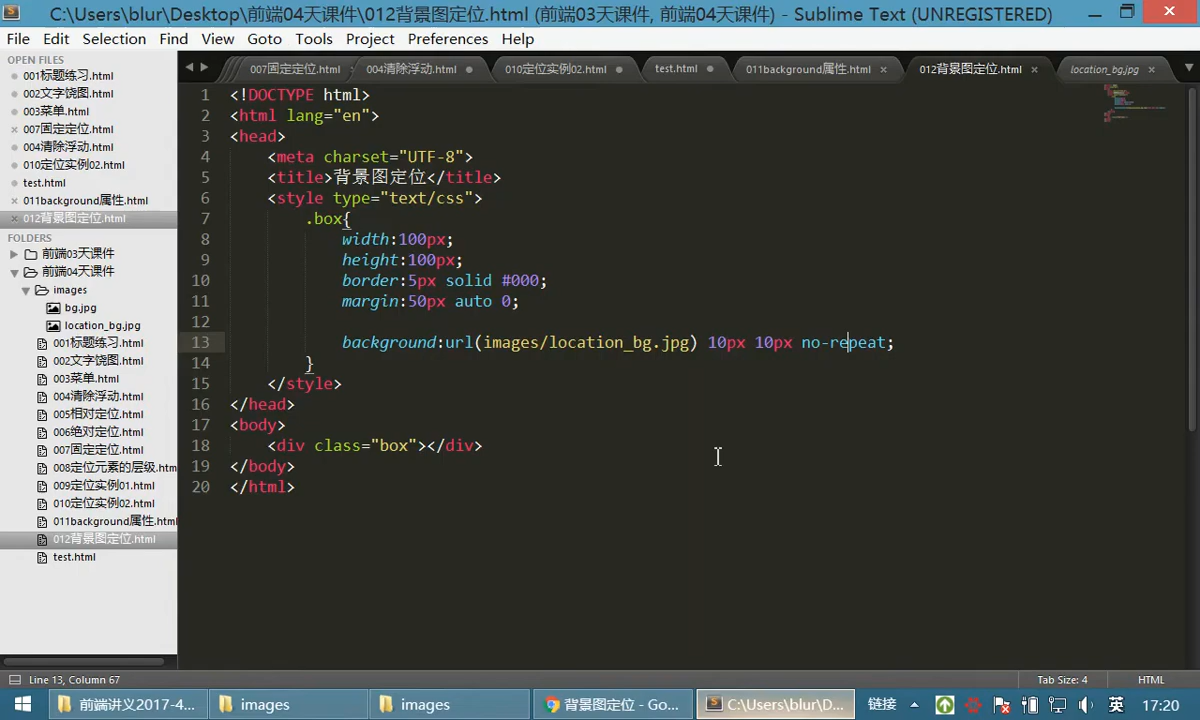 C:\Users\blur\Desktop\前端04天课件\012背景图定位.html (前端03天课件, 前端04天课件) - Sublime Text (UNREGISTERED)
File Edit Selection Find View Goto Tools Project Preferences Help
OPEN FILES
001标题练习.html
002文字饶图.html
003菜单.html
007固定定位.html
004清除浮动.html
010定位实例02.html
test.html
011background属性.html
012背景图定位.html
FOLDERS
前端03天课件
前端04天课件
images
bg.jpg
location_bg.jpg
001标题练习.html
002文字饶图.html
003菜单.html
004清除浮动.html
005相对定位.html
006绝对定位.html
007固定定位.html
008定位元素的层级.htm
009定位实例01.html
010定位实例02.html
011background属性.html
012背景图定位.html
test.html
007固定定位.html 004清除浮动.html 010定位实例02.html test.html 011background属性.html 012背景图定位.html location_bg.jpg
1 <!DOCTYPE html>
2 <html lang="en">
3 <head>
4 <meta charset="UTF-8">
5 <title>背景图定位</title>
6 <style type="text/css">
7 .box{
8 width:100px;
9 height:100px;
10 border:5px solid #000;
11 margin:50px auto 0;
12
13 background:url(images/location_bg.jpg) 10px 10px no-repeat;
14 }
15 </style>
16 </head>
17 <body>
18 <div class="box"></div>
19 </body>
20 </html>
Line 13, Column 67 Tab Size: 4 HTML
前端讲义2017-4... images images 背景图定位 - Go... C:\Users\blur\D... 链接 英 17:20